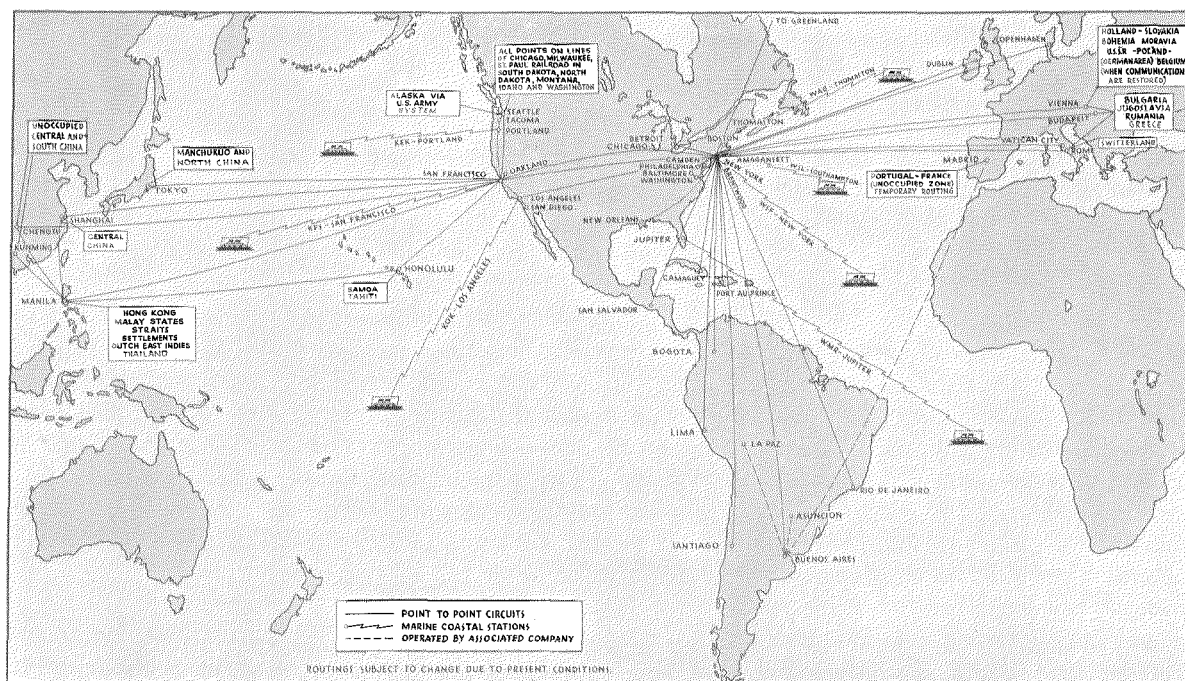 TO GREENLAND
COPENHAGEN
HOLLAND - SLOVAKIA
BOHEMIA MORAVIA
U.S.S.R. - POLAND -
(GERMAN AREA) BELGIUM
(WHEN COMMUNICATIONS
ARE RESTORED)
DUBLIN
WAG-THOMASTON
ALL POINTS ON LINES
OF CHICAGO, MILWAUKEE,
ST. PAUL RAILROAD IN
SOUTH DAKOTA, NORTH
DAKOTA, MONTANA,
IDAHO AND WASHINGTON
ALASKA VIA
U.S. ARMY
SYSTEM
SEATTLE
TACOMA
PORTLAND
KEK-PORTLAND
VIENNA
BUDAPEST
BULGARIA
JUGOSLAVIA
RUMANIA
GREECE
UNOCCUPIED
CENTRAL AND
SOUTH CHINA
THOMASTON
DETROIT
CHICAGO
BOSTON
VATICAN CITY
ROME
SWITZERLAND
MADRID
MANCHUKUO AND
NORTH CHINA
TOKYO
SAN FRANCISCO
OAKLAND
CAMDEN
PHILADELPHIA
BALTIMORE
WASHINGTON
AMAGANSETT
NEW YORK
WSL-SOUTHAMPTON
PORTUGAL - FRANCE
(UNOCCUPIED ZONE)
TEMPORARY ROUTING
LOS ANGELES
SAN DIEGO
SHANGHAI
CHENGTU
KUNMING
CENTRAL
CHINA
KFS-SAN FRANCISCO
NEW ORLEANS
JUPITER
HONOLULU
SAMOA
TAHITI
KOK-LOS ANGELES
CAMAGUEY
PORT AU PRINCE
MANILA
HONG KONG
MALAY STATES
STRAITS
SETTLEMENTS
DUTCH EAST INDIES
THAILAND
SAN SALVADOR
BOGOTA
WMR-JUPITER
LIMA
LA PAZ
RIO DE JANEIRO
ASUNCION
SANTIAGO
BUENOS AIRES
POINT TO POINT CIRCUITS
MARINE COASTAL STATIONS
OPERATED BY ASSOCIATED COMPANY
ROUTINGS SUBJECT TO CHANGE DUE TO PRESENT CONDITIONS